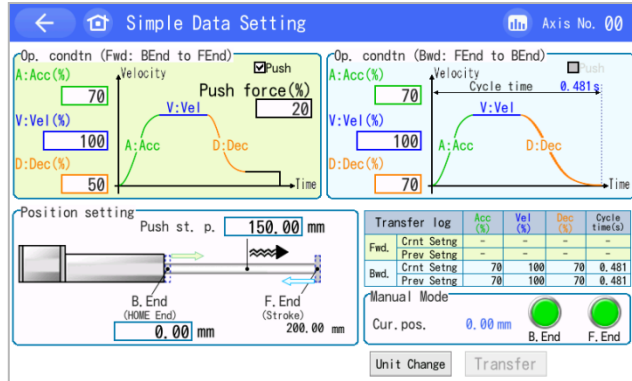 Simple Data Setting
Axis No. 00
Op. condtn (Fwd: BEnd to FEnd)
A:Acc(%)
70
V:Vel(%)
100
D:Dec(%)
50
Velocity
Push
Push force(%)
20
V:Vel
A:Acc
D:Dec
Time
Op. condtn (Bwd: FEnd to BEnd)
A:Acc(%)
70
V:Vel(%)
100
D:Dec(%)
70
Velocity
Push
Cycle time 0.481s
V:Vel
A:Acc
D:Dec
Time
Position setting
Push st. p. 150.00 mm
B. End
(HOME End)
0.00 mm
F. End
(Stroke)
200.00 mm
Transfer log Acc (%) Vel (%) Dec (%) Cycle time(s)
Fwd. Crnt Setng - - - -
Prev Setng - - - -
Bwd. Crnt Setng 70 100 70 0.481
Prev Setng 70 100 70 0.481
Manual Mode
Cur. pos. 0.00 mm
B. End
F. End
Unit Change
Transfer